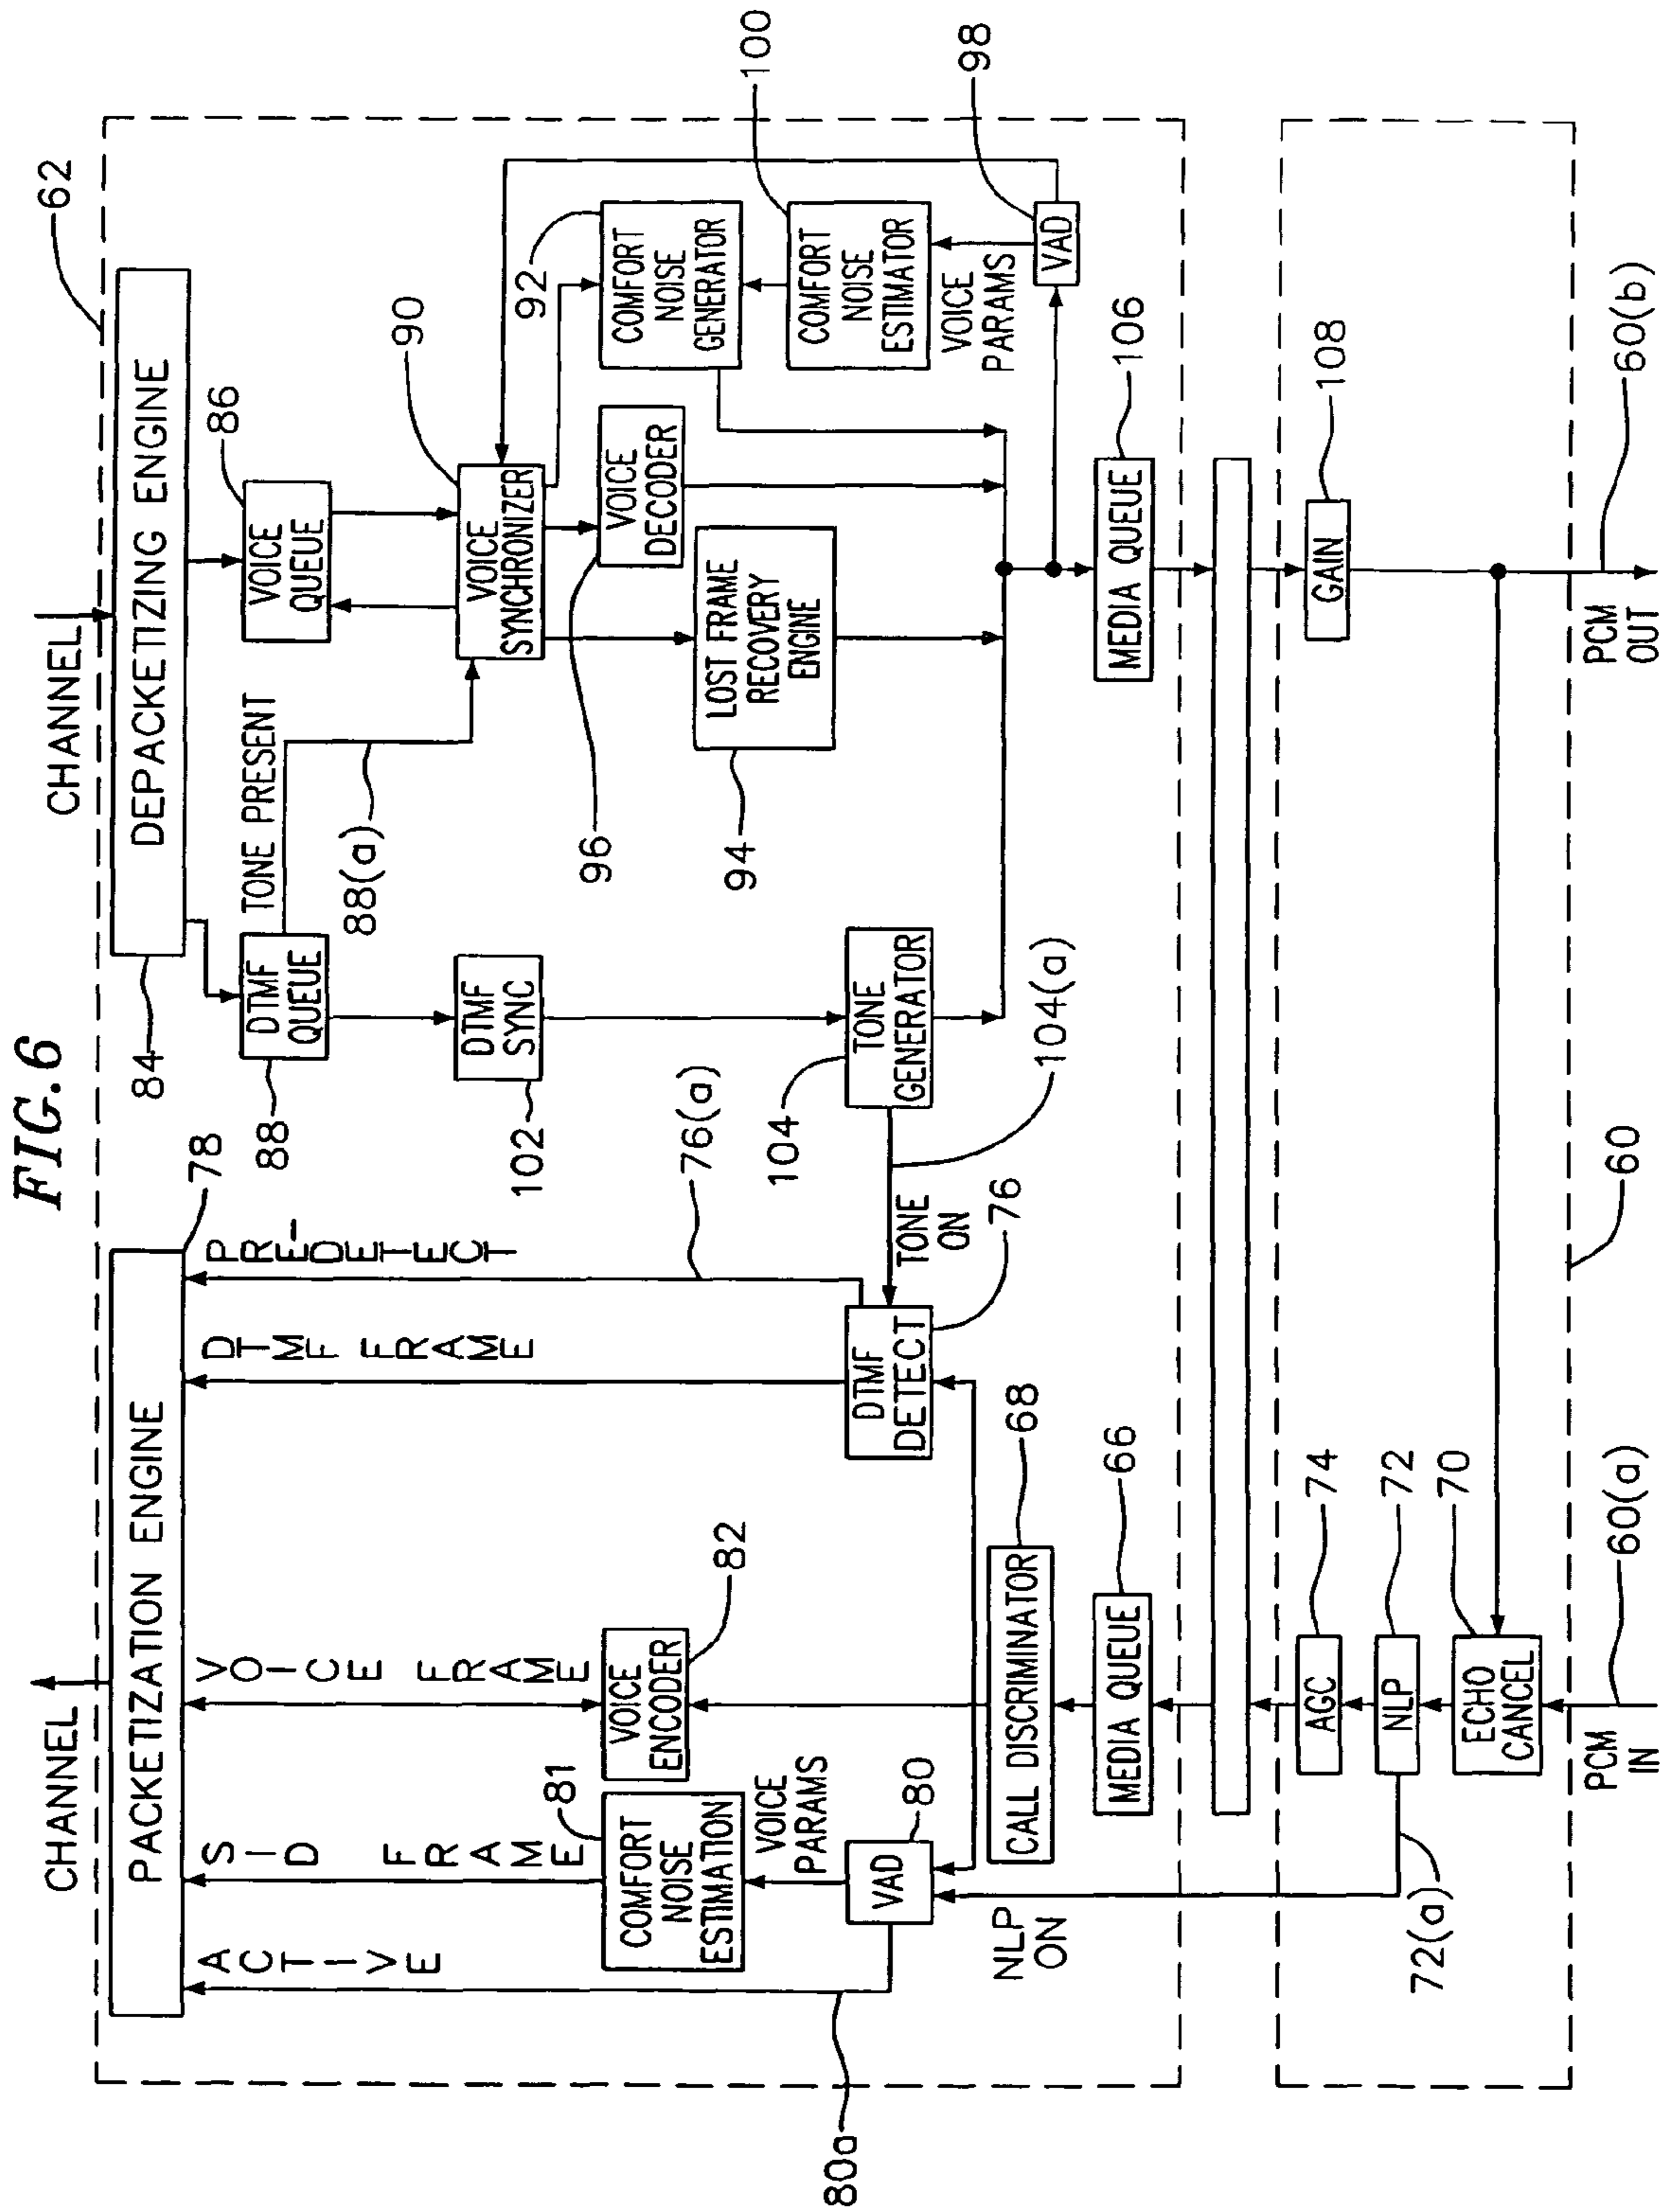 FIG. 6
CHANNEL
CHANNEL
62
78
84
PACKETIZATION ENGINE
DEPACKETIZING ENGINE
ACTIVE
SID FRAME
VOICE FRAME
DTMF FRAME
PRE-DETECT
88
DTMF
QUEUE
TONE PRESENT
88(a)
VOICE
QUEUE
86
102
DTMF
SYNC
VOICE
SYNCHRONIZER
90
76(a)
81
COMFORT
NOISE
ESTIMATION
VOICE
ENCODER
82
96
VOICE
DECODER
92
COMFORT
NOISE
GENERATOR
94
LOST FRAME
RECOVERY
ENGINE
COMFORT
NOISE
ESTIMATOR
100
VOICE
PARAMS
80a
VAD
80
DTMF
DETECT
76
TONE
ON
104
TONE
GENERATOR
104(a)
VOICE
PARAMS
VAD
98
NLP
ON
CALL DISCRIMINATOR
68
MEDIA QUEUE
66
MEDIA QUEUE
106
AGC
74
GAIN
108
NLP
72
72(a)
ECHO
CANCEL
70
60
PCM
IN
60(a)
PCM
OUT
60(b)